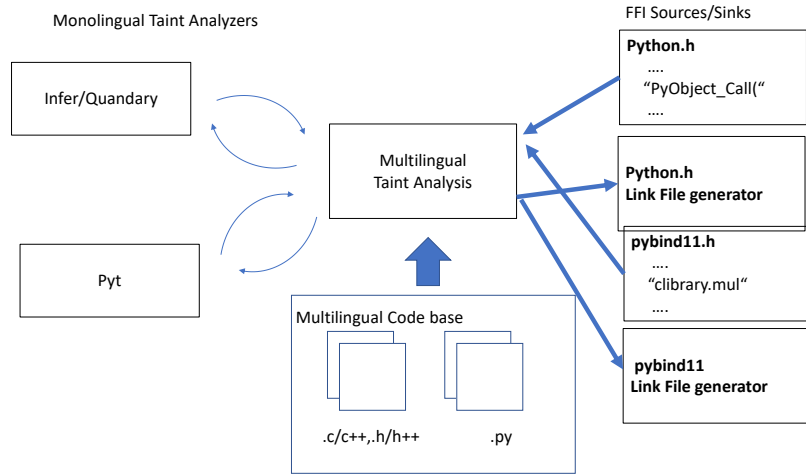 Monolingual Taint Analyzers
FFI Sources/Sinks
Infer/Quandary
Pyt
Multilingual
Taint Analysis
Multilingual Code base
.c/c++,.h/h++
.py
Python.h
....
“PyObject_Call(“
....
Python.h
Link File generator
pybind11.h
....
“clibrary.mul“
....
pybind11
Link File generator